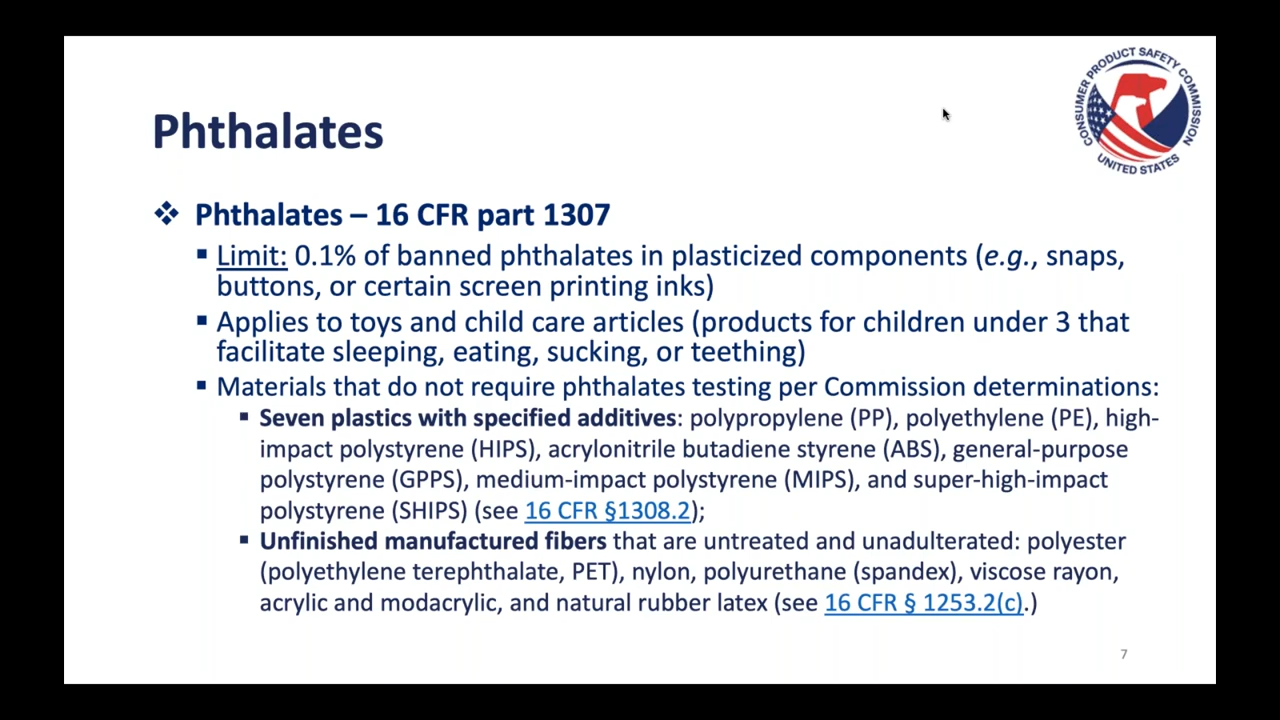 CONSUMER PRODUCT SAFETY COMMISSION
UNITED STATES
Phthalates
❖ Phthalates – 16 CFR part 1307
▪ Limit: 0.1% of banned phthalates in plasticized components (e.g., snaps,
buttons, or certain screen printing inks)
▪ Applies to toys and child care articles (products for children under 3 that
facilitate sleeping, eating, sucking, or teething)
▪ Materials that do not require phthalates testing per Commission determinations:
▪ Seven plastics with specified additives: polypropylene (PP), polyethylene (PE), high-
impact polystyrene (HIPS), acrylonitrile butadiene styrene (ABS), general-purpose
polystyrene (GPPS), medium-impact polystyrene (MIPS), and super-high-impact
polystyrene (SHIPS) (see 16 CFR §1308.2);
▪ Unfinished manufactured fibers that are untreated and unadulterated: polyester
(polyethylene terephthalate, PET), nylon, polyurethane (spandex), viscose rayon,
acrylic and modacrylic, and natural rubber latex (see 16 CFR § 1253.2(c).)
7